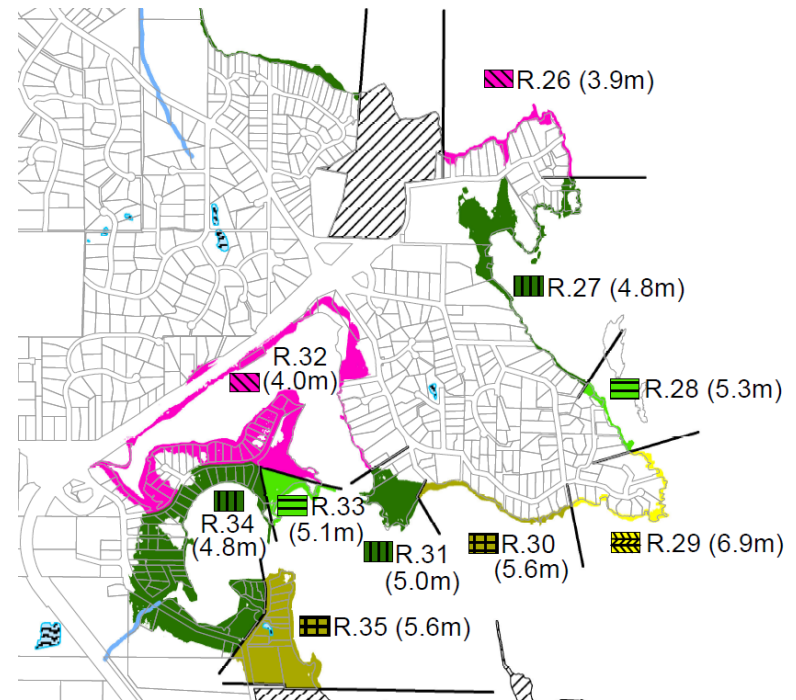 R.26 (3.9m)
R.27 (4.8m)
R.32
(4.0m)
R.28 (5.3m)
R.33
(5.1m)
R.34
(4.8m)
R.31
(5.0m)
R.30
(5.6m)
R.29 (6.9m)
R.35 (5.6m)